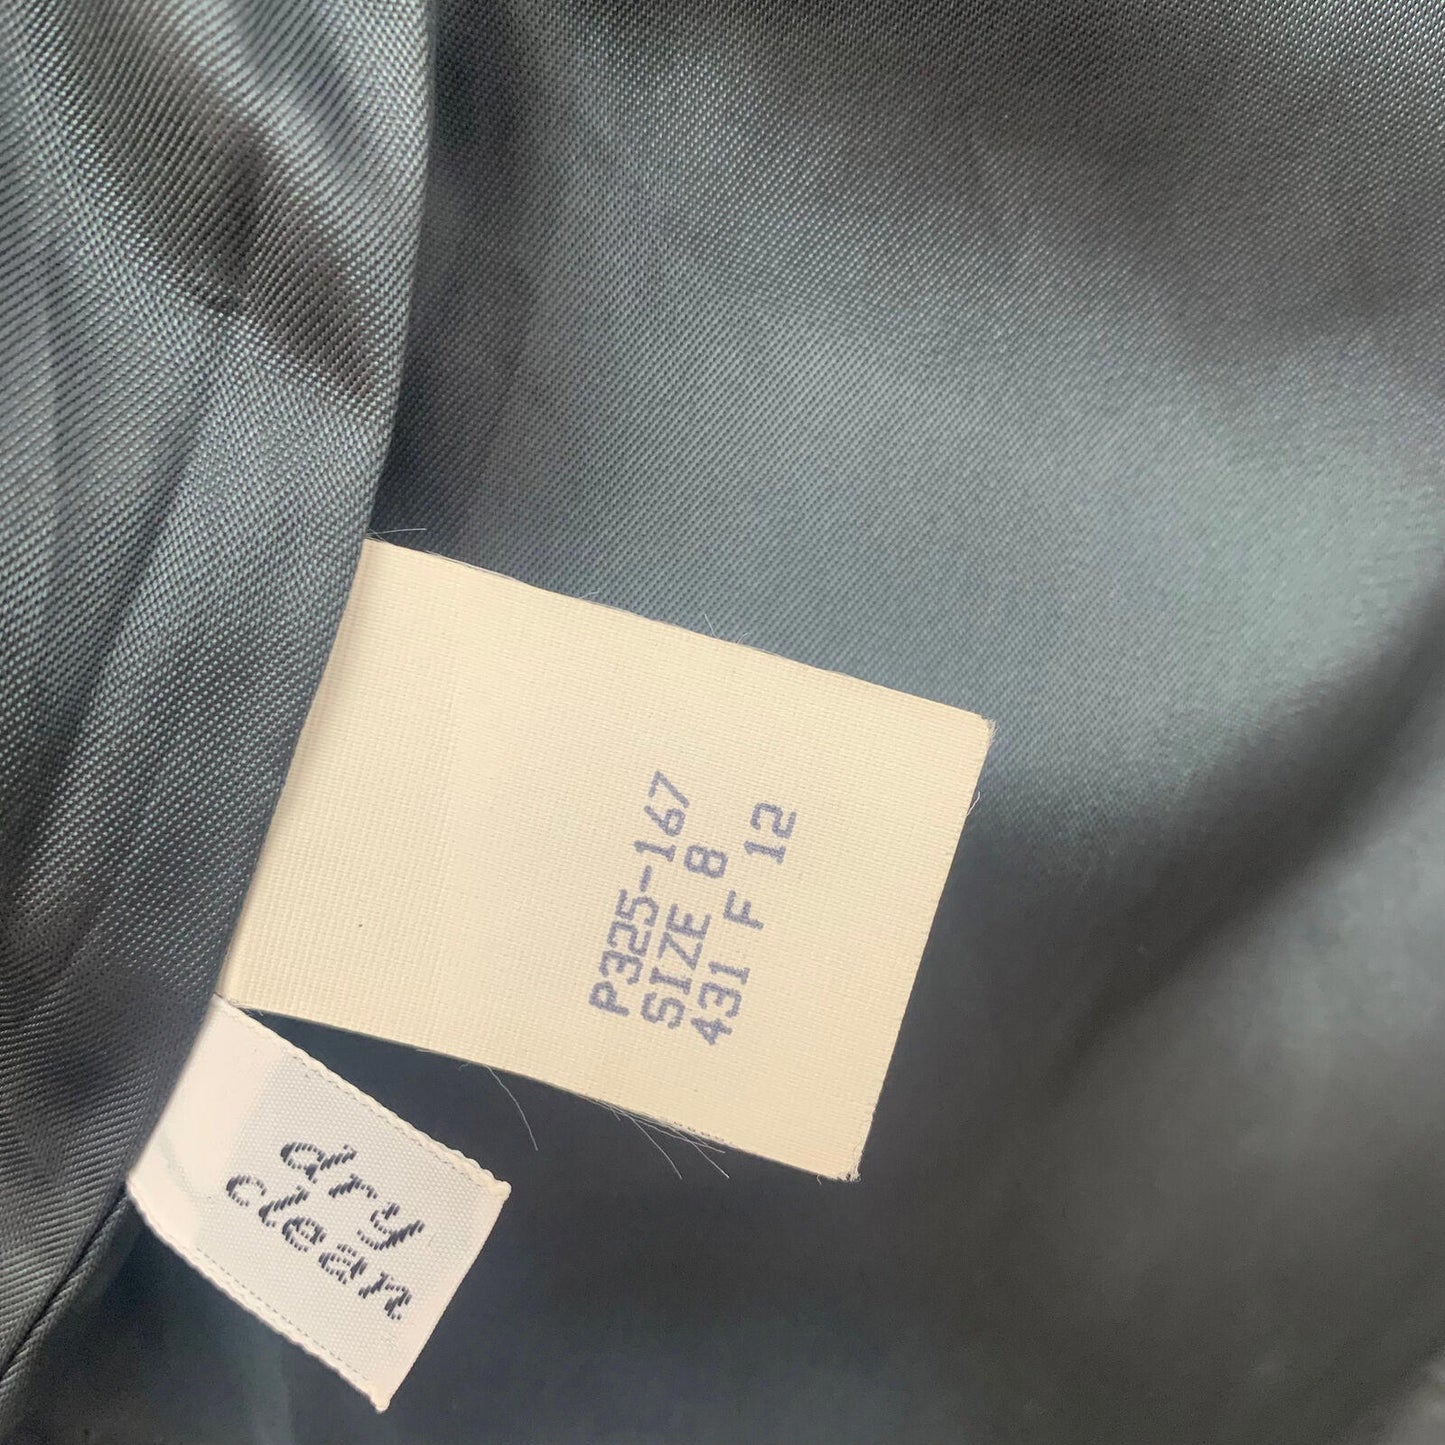 P325-167
SIZE 8
431 F 12
dry
clean